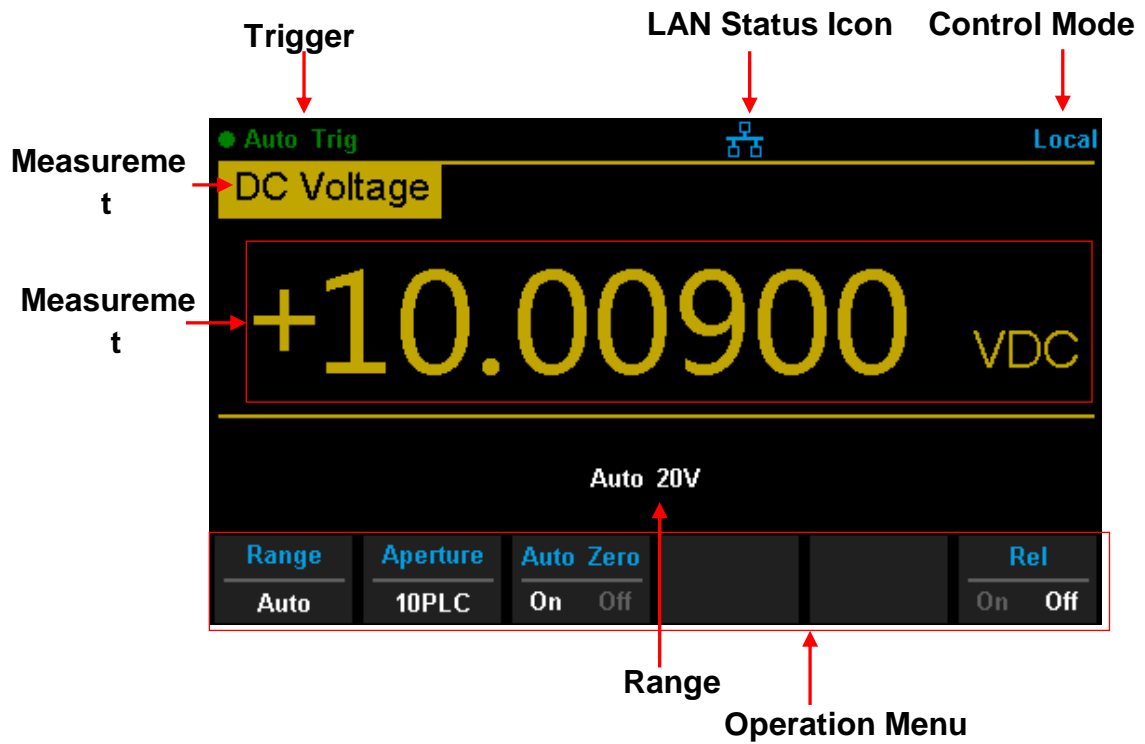 Trigger
LAN Status Icon
Control Mode
Auto Trig
Local
Measureme
t
DC Voltage
Measureme
t
+10.00900 VDC
Auto 20V
Range
Aperture
Auto Zero
Rel
Auto
10PLC
On Off
On Off
Range
Operation Menu